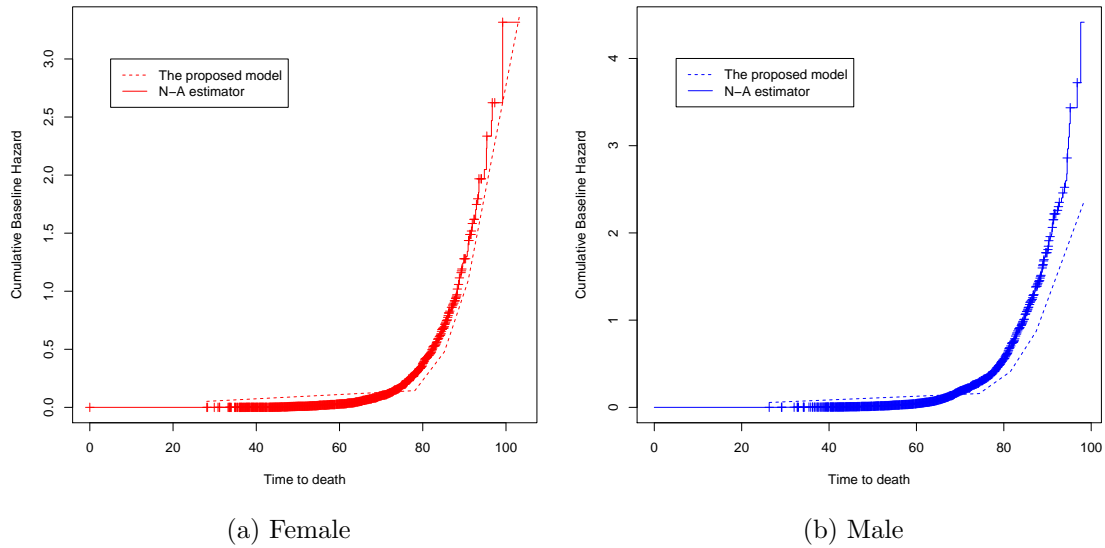 The proposed model
N−A estimator
Cumulative Baseline Hazard
0.0 0.5 1.0 1.5 2.0 2.5 3.0
0 20 40 60 80 100
Time to death
(a) Female
The proposed model
N−A estimator
Cumulative Baseline Hazard
0 1 2 3 4
0 20 40 60 80 100
Time to death
(b) Male